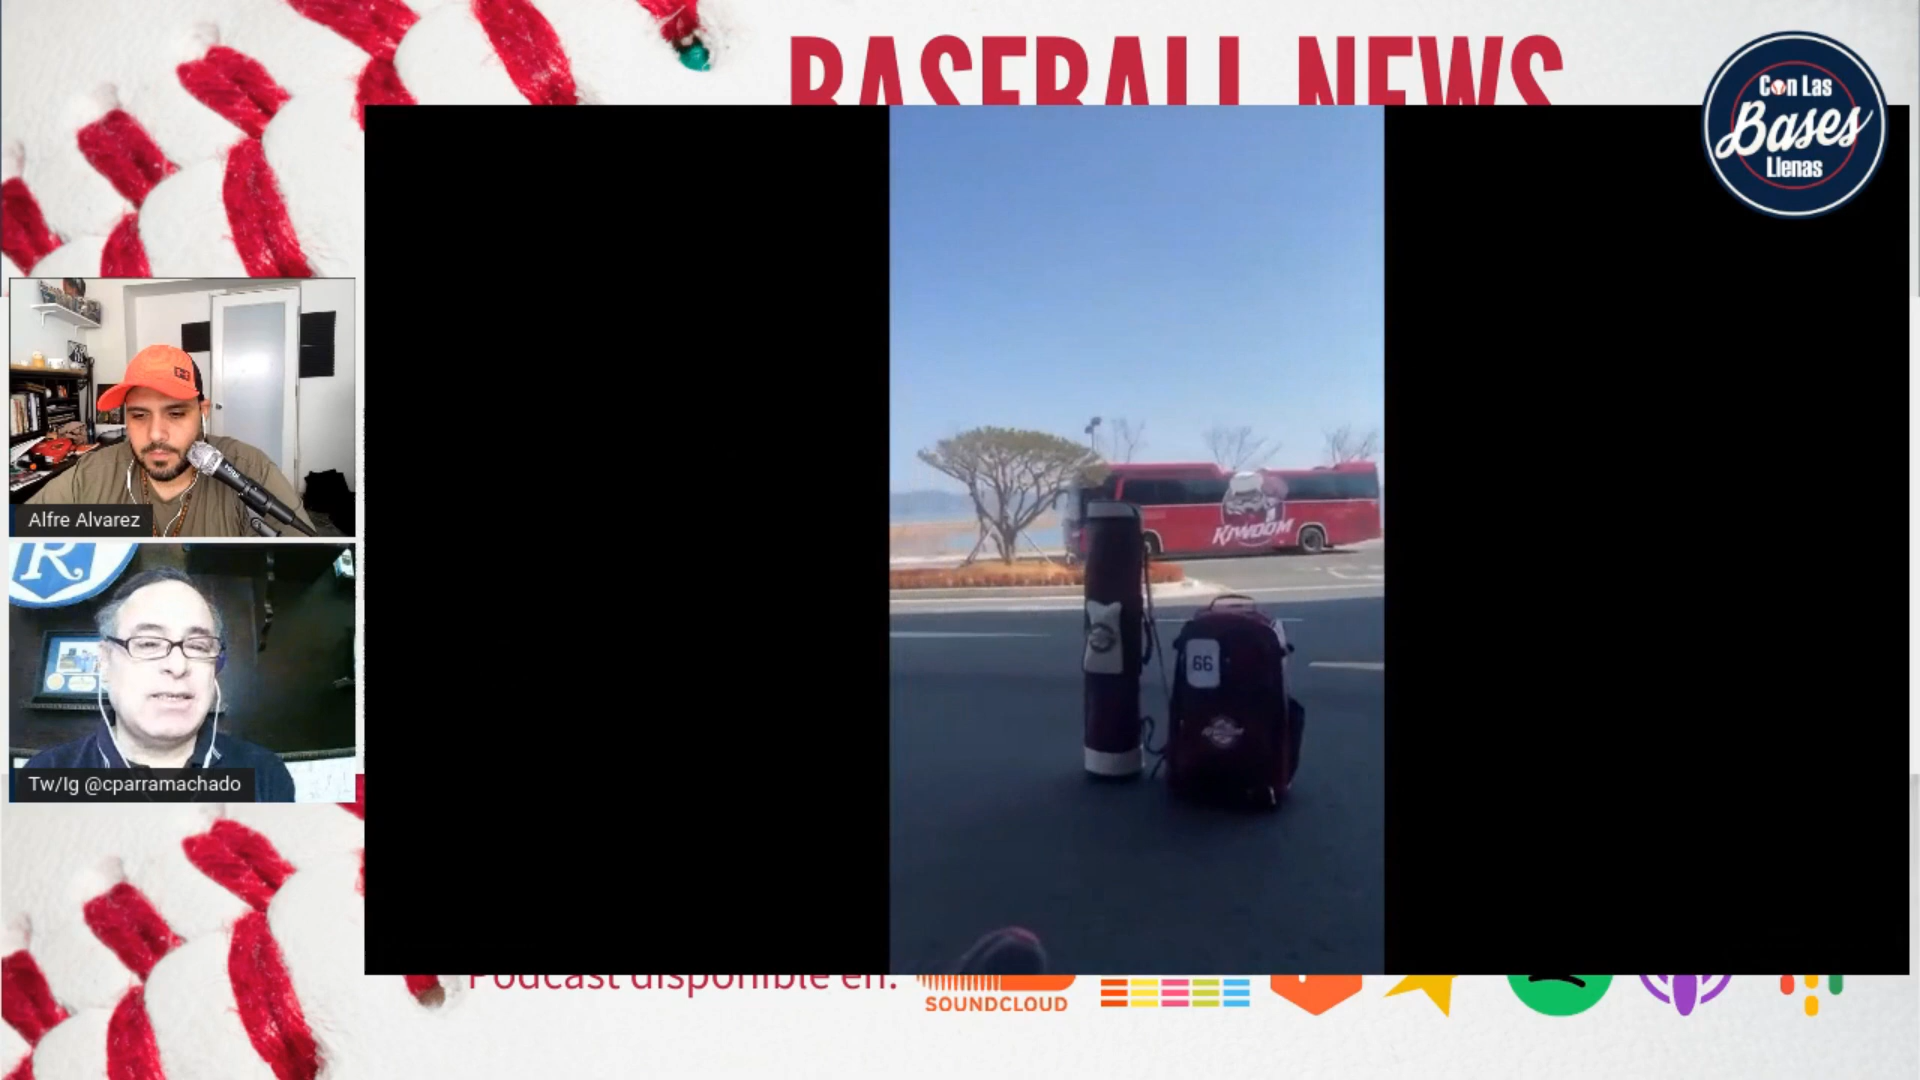 BASEBALL NEWS
Con Las
Bases
Llenas
Alfre Alvarez
KIWOOM
66
Tw/Ig @cparramachado
R
Podcast disponible en:
SOUNDCLOUD